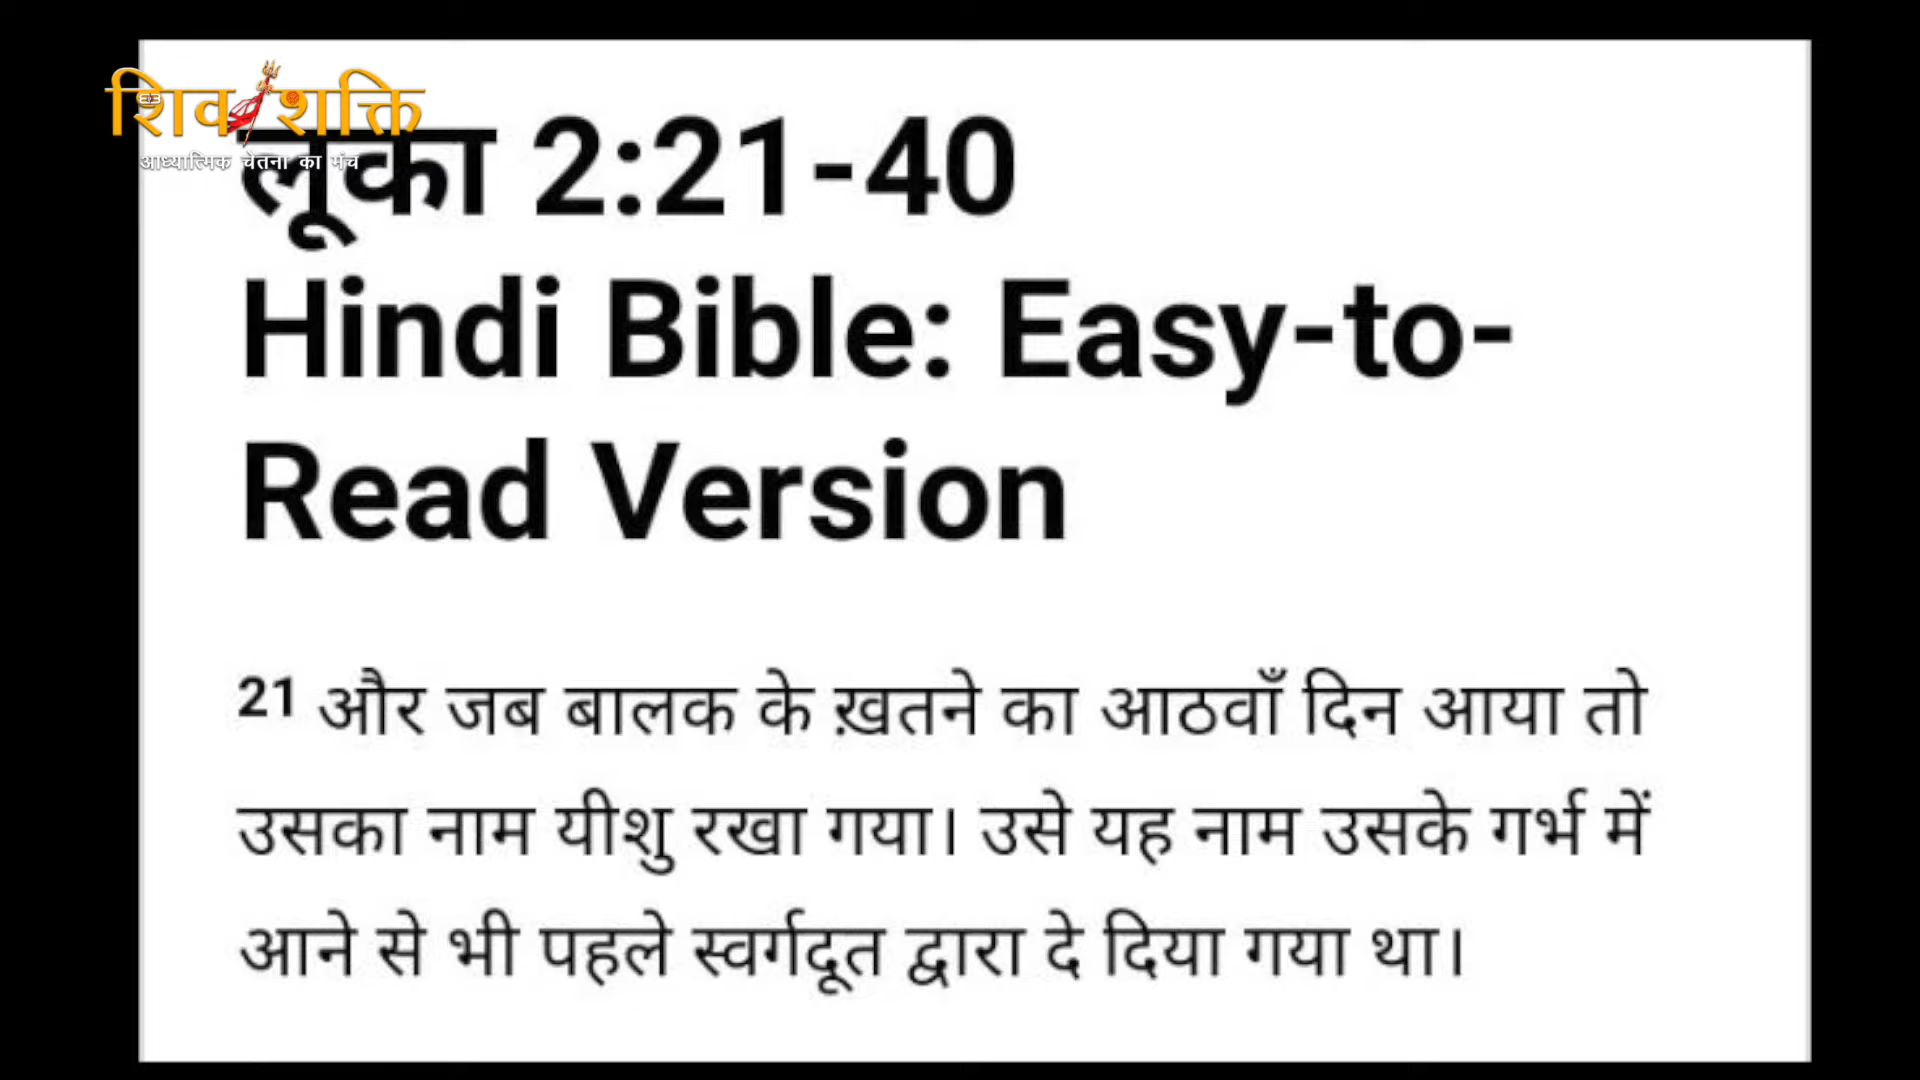 शिव शक्ति
आध्यात्मिक चेतना का मंच
लूका 2:21-40
Hindi Bible: Easy-to-
Read Version
21 और जब बालक के ख़तने का आठवाँ दिन आया तो
उसका नाम यीशु रखा गया। उसे यह नाम उसके गर्भ में
आने से भी पहले स्वर्गदूत द्वारा दे दिया गया था।